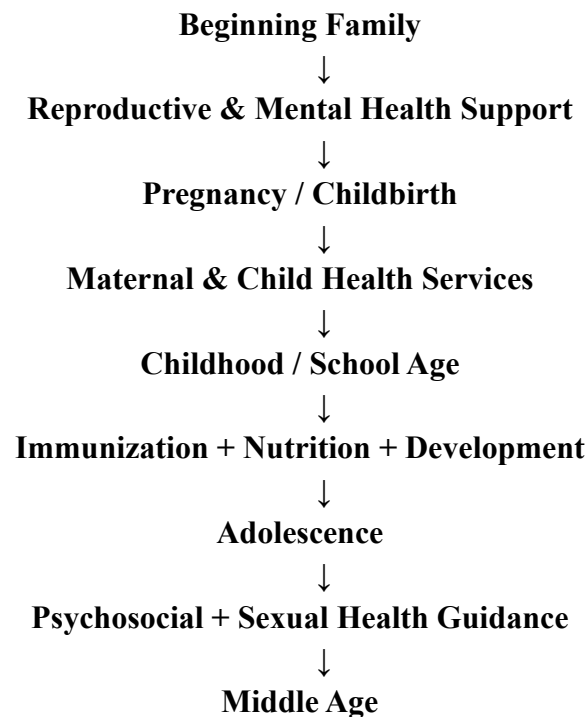 Beginning Family
↓
Reproductive & Mental Health Support
↓
Pregnancy / Childbirth
↓
Maternal & Child Health Services
↓
Childhood / School Age
↓
Immunization + Nutrition + Development
↓
Adolescence
↓
Psychosocial + Sexual Health Guidance
↓
Middle Age